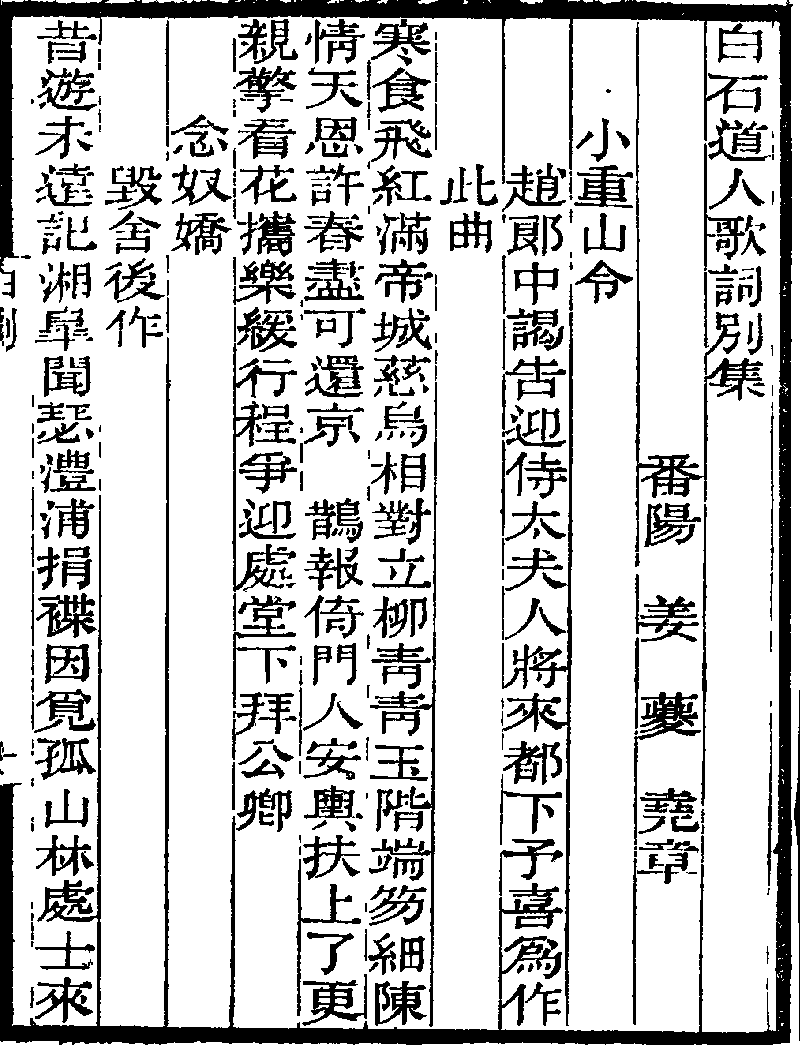 白石道人歌詞別集
番陽　姜　夔　堯章
小重山令
趙郎中謁告迎侍太夫人將來都下予喜爲作
此曲
寒食飛紅滿帝城慈烏相對立柳青青玉階端笏細陳
情天恩許春盡可還京　鵲報倚門人安輿扶上了更
親擎看花攜樂緩行程爭迎處堂下拜公卿
念奴嬌
毀舍後作
昔遊未遠記湘臯聞瑟澧浦捐褋因覓孤山林處士來